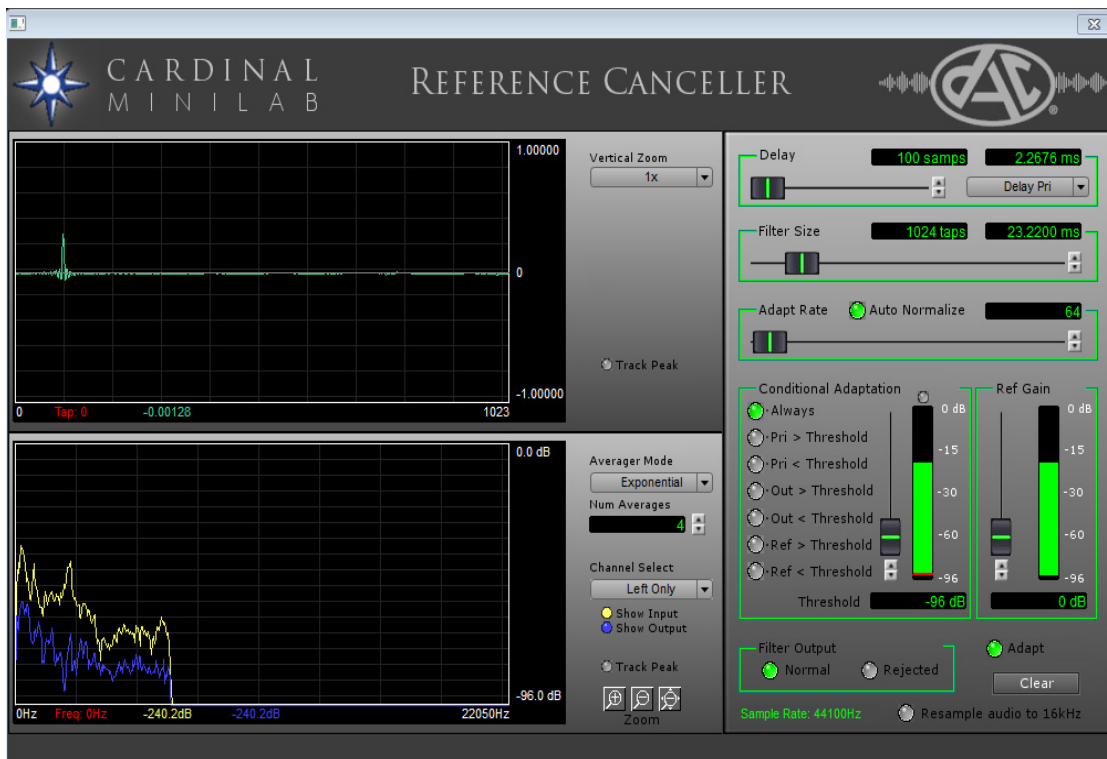 CARDINAL
MINILAB
REFERENCE CANCELLER
DAC
®
1.00000
0
-1.00000
0 Tap: 0 -0.00128 1023
Vertical Zoom
1x
Track Peak
0.0 dB
-96.0 dB
0Hz Freq: 0Hz -240.2dB -240.2dB 22050Hz
Averager Mode
Exponential
Num Averages
4
Channel Select
Left Only
Show Input
Show Output
Track Peak
Zoom
Delay 100 samps 2.2676 ms
Delay Pri
Filter Size 1024 taps 23.2200 ms
Adapt Rate Auto Normalize 64
Conditional Adaptation
Always
Pri > Threshold
Pri < Threshold
Out > Threshold
Out < Threshold
Ref > Threshold
Ref < Threshold
0 dB
-15
-30
-60
-96
Threshold -96 dB
Ref Gain
0 dB
-15
-30
-60
-96
0 dB
Filter Output
Normal Rejected
Adapt
Clear
Sample Rate: 44100Hz Resample audio to 16kHz